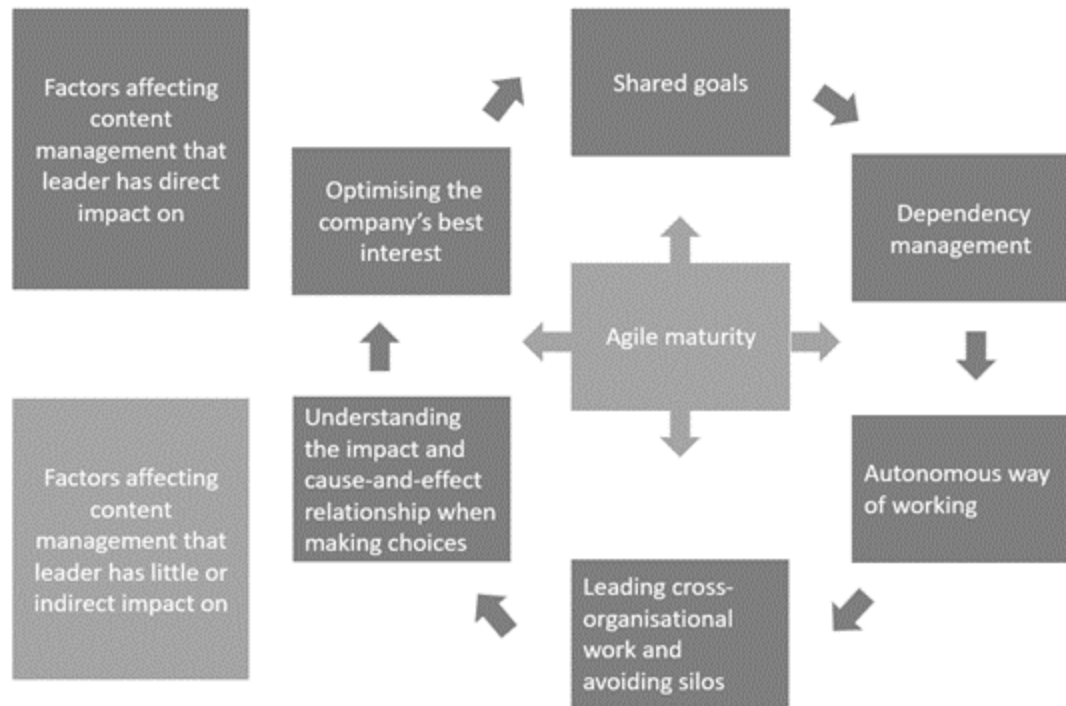 Factors affecting
content
management that
leader has direct
impact on
Shared goals
Optimising the
company's best
interest
Dependency
management
Agile maturity
Factors affecting
content
management that
leader has little or
indirect impact on
Understanding
the impact and
cause-and-effect
relationship when
making choices
Autonomous way
of working
Leading cross-
organisational
work and
avoiding silos